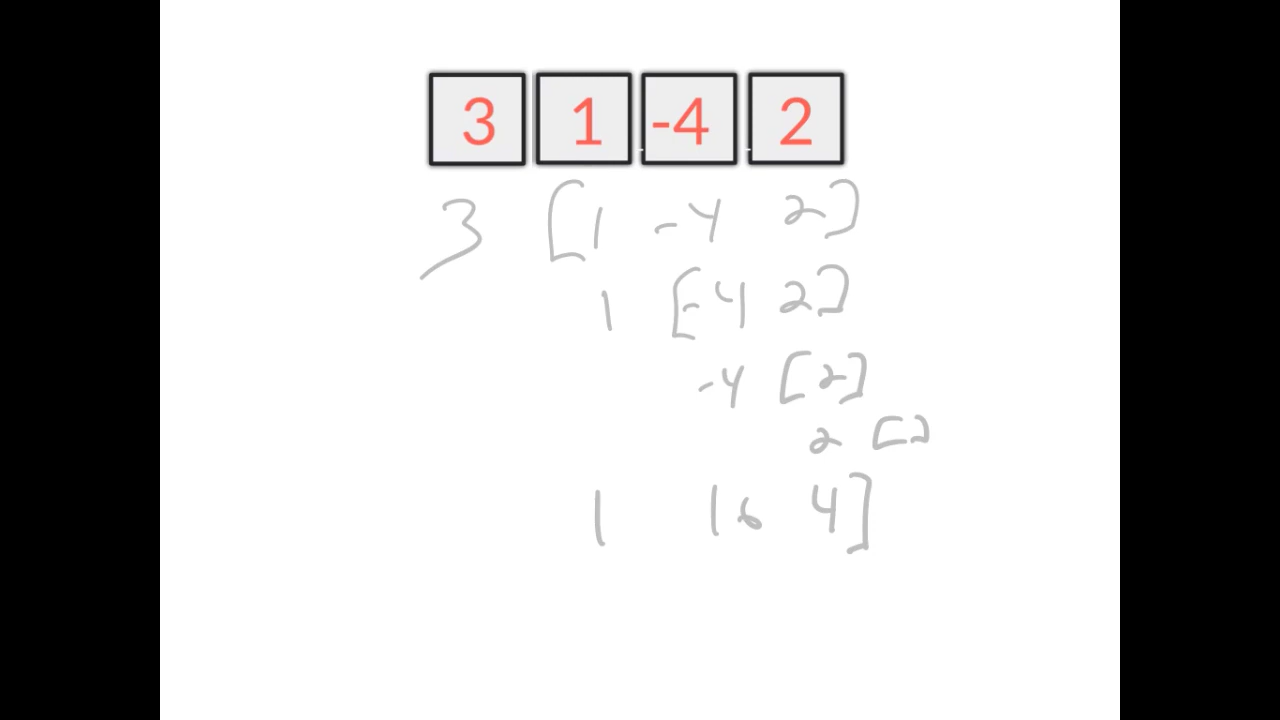 3 1 -4 2
3 [1 -4 2]
1 [-4 2]
-4 [2]
2 []
1 16 4]